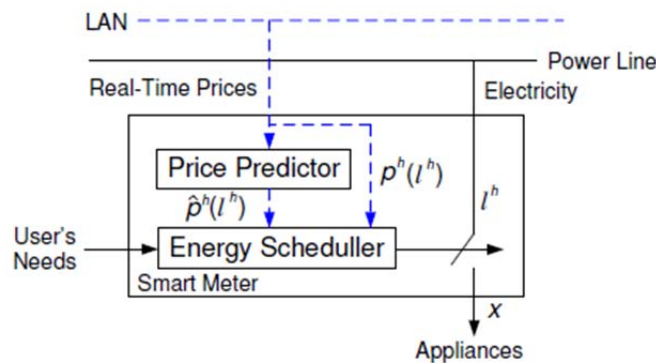 LAN
Power Line
Real-Time Prices
Electricity
Price Predictor
pʰ(lʰ)
p̂ʰ(lʰ)
lʰ
User's
Needs
Energy Scheduller
Smart Meter
x
Appliances